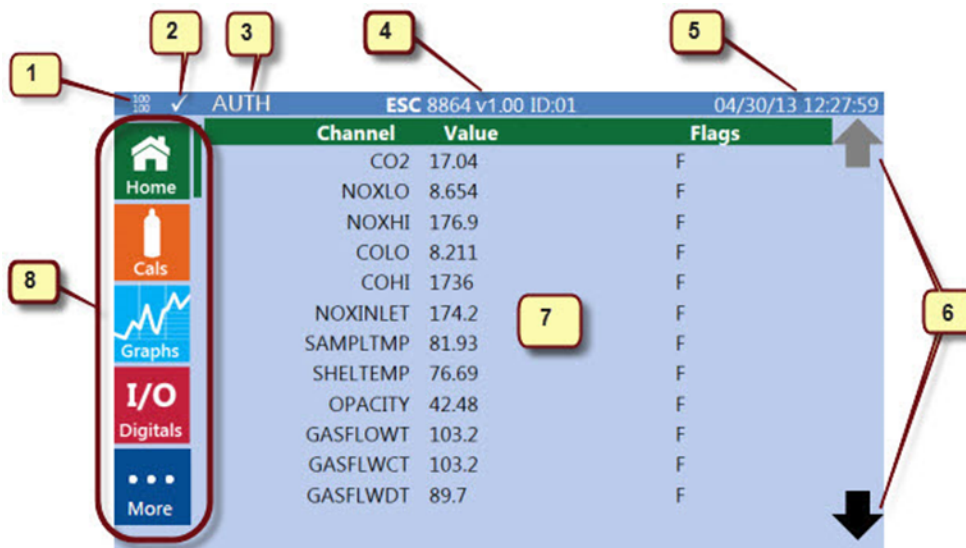 1
2
3
4
5
100
100
✓ AUTH ESC 8864 v1.00 ID:01 04/30/13 12:27:59
Channel Value Flags
CO2 17.04 F
NOXLO 8.654 F
NOXHI 176.9 F
COLO 8.211 F
COHI 1736 F
NOXINLET 174.2 F
SAMPLTMP 81.93 F
SHELTEMP 76.69 F
OPACITY 42.48 F
GASFLOWT 103.2 F
GASFLWCT 103.2 F
GASFLWDT 89.7 F
Home
Cals
Graphs
I/O
Digitals
More
8
7
6